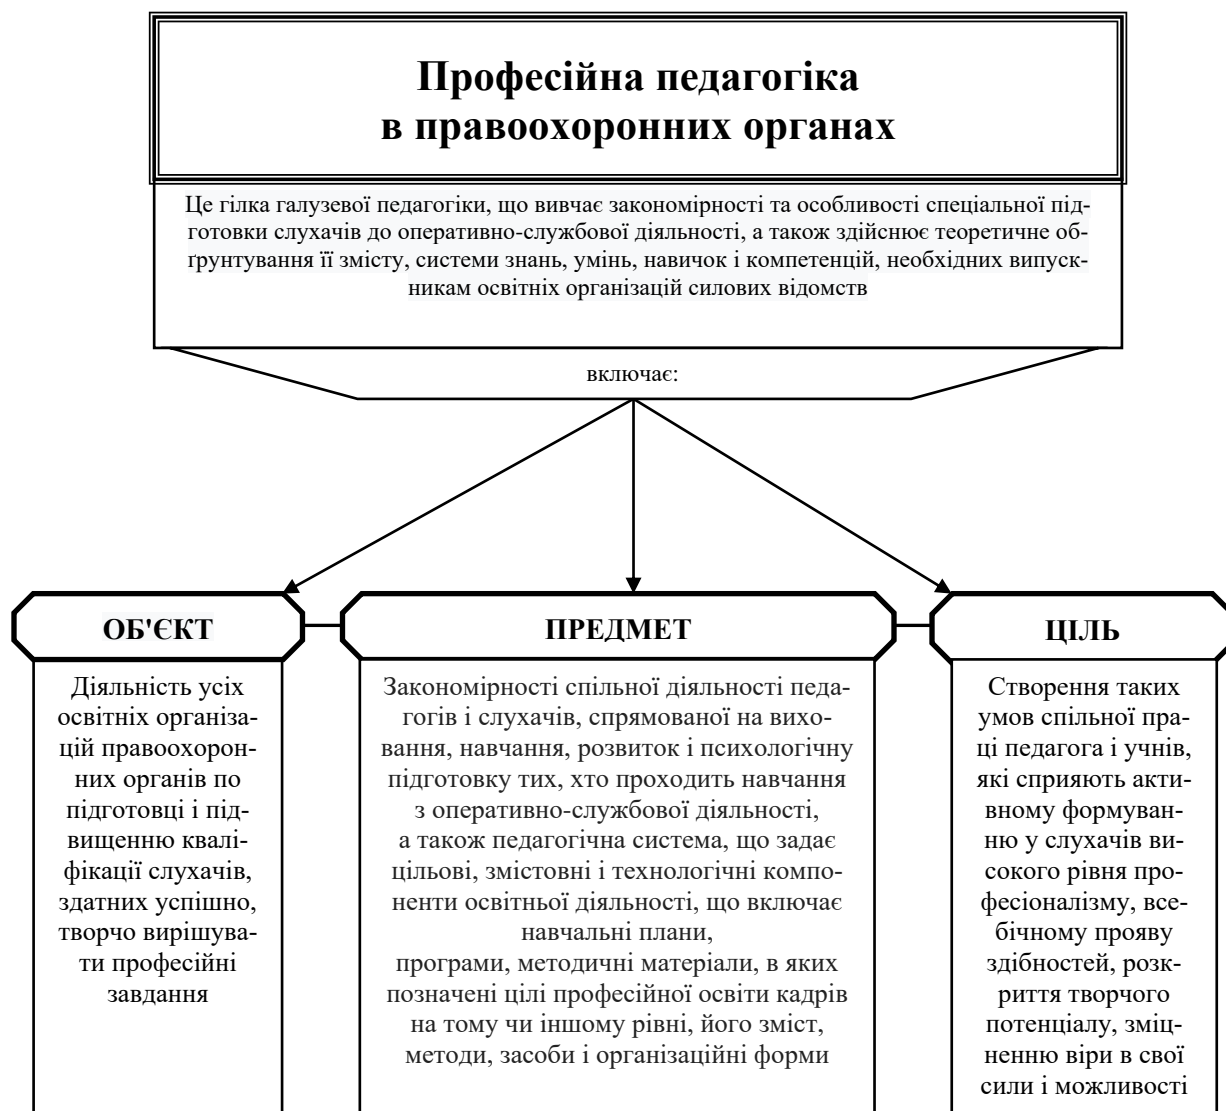 Професійна педагогіка
в правоохоронних органах
Це гілка галузевої педагогіки, що вивчає закономірності та особливості спеціальної під-
готовки слухачів до оперативно-службової діяльності, а також здійснює теоретичне об-
ґрунтування її змісту, системи знань, умінь, навичок і компетенцій, необхідних випуск-
никам освітніх організацій силових відомств
включає:
ОБ'ЄКТ
Діяльність усіх
освітніх організа-
цій правоохорон-
них органів по
підготовці і під-
вищенню квалі-
фікації слухачів,
здатних успішно,
творчо вирішува-
ти професійні
завдання
ПРЕДМЕТ
Закономірності спільної діяльності педа-
гогів і слухачів, спрямованої на вихо-
вання, навчання, розвиток і психологічну
підготовку тих, хто проходить навчання
з оперативно-службової діяльності,
а також педагогічна система, що задає
цільові, змістовні і технологічні компо-
ненти освітньої діяльності, що включає
навчальні плани,
програми, методичні матеріали, в яких
позначені цілі професійної освіти кадрів
на тому чи іншому рівні, його зміст,
методи, засоби і організаційні форми
ЦІЛЬ
Створення таких
умов спільної пра-
ці педагога і учнів,
які сприяють акти-
вному формуван-
ню у слухачів ви-
сокого рівня про-
фесіоналізму, все-
бічному прояву
здібностей, розк-
риття творчого
потенціалу, зміц-
ненню віри в свої
сили і можливості